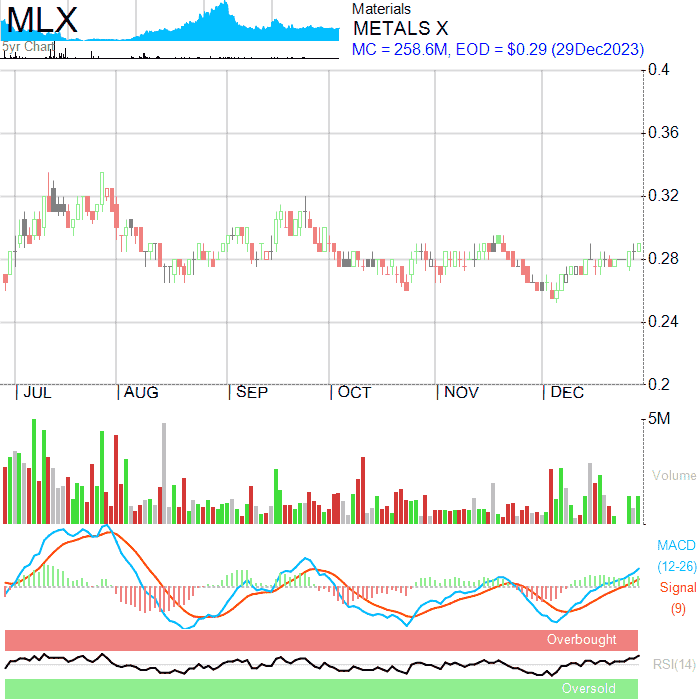 MLX
5yr Chart
Materials
METALS X
MC = 258.6M, EOD = $0.29 (29Dec2023)
0.4
0.36
0.32
0.28
0.24
0.2
JUL AUG SEP OCT NOV DEC
5M
Volume
MACD
(12-26)
Signal
(9)
Overbought
RSI(14)
Oversold